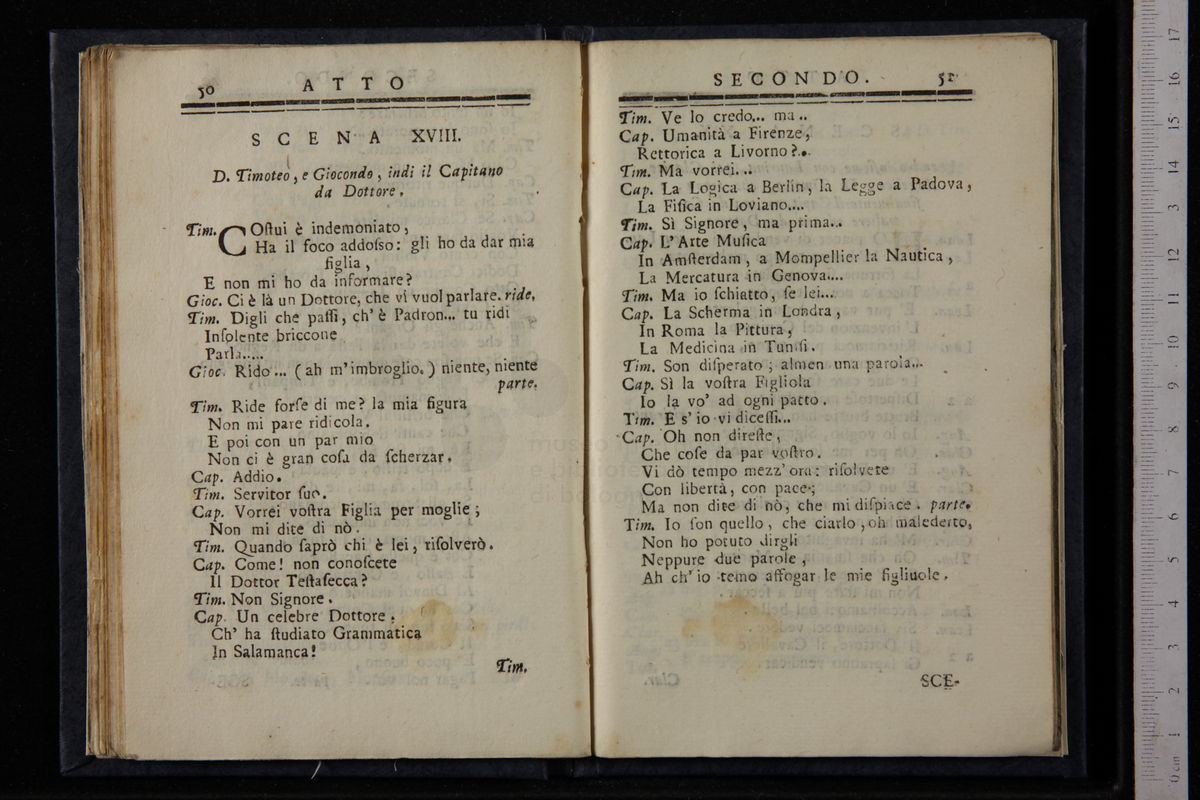 50 ATTO
SCENA XVIII.
D. Timoteo, e Giocondo, indi il Capitano
da Dottore.
Tim. COſtui è indemoniato,
Ha il foco addoſso: gli ho da dar mia
figlia,
E non mi ho da informare?
Gioc. Ci è là un Dottore, che vi vuol parlare. ride.
Tim. Digli che paſſi, ch' è Padron... tu ridi
Inſolente briccone
Parla.....
Gioc. Rido... (ah m'imbroglio.) niente, niente
parte.
Tim. Ride forſe di me? la mia figura
Non mi pare ridicola.
E poi con un par mio
Non ci è gran coſa da ſcherzar.
Cap. Addio.
Tim. Servitor ſuo.
Cap. Vorrei voſtra Figlia per moglie;
Non mi dite di nò.
Tim. Quando ſaprò chi è lei, riſolverò.
Cap. Come! non conoſcete
Il Dottor Teſtaſecca?
Tim. Non Signore.
Cap. Un celebre Dottore.
Ch' ha ſtudiato Grammatica
In Salamanca!
Tim.
SECONDO. 51
Tim. Ve lo credo... ma..
Cap. Umanità a Firenze,
Rettorica a Livorno?.
Tim. Ma vorrei...
Cap. La Logica a Berlin, la Legge a Padova,
La Fiſica in Loviano....
Tim. Sì Signore, ma prima..
Cap. L'Arte Muſica
In Amſterdam, a Mompellier la Nautica,
La Mercatura in Genova....
Tim. Ma io ſchiatto, ſe lei...
Cap. La Scherma in Londra,
In Roma la Pittura,
La Medicina in Tuniſi.
Tim. Son diſperato; almen una parola...
Cap. Sì la voſtra Figliola
Io la vo' ad ogni patto.
Tim. E s' io vi diceſſi...
Cap. Oh non direſte,
Che coſe da par voſtro.
Vi dò tempo mezz' ora: riſolvete
Con libertà, con pace;
Ma non dite di nò, che mi diſpiace. parte.
Tim. Io ſon quello, che ciarlo, oh maledetto,
Non ho potuto dirgli
Neppure due parole,
Ah ch' io temo affogar le mie figliuole.
SCE-